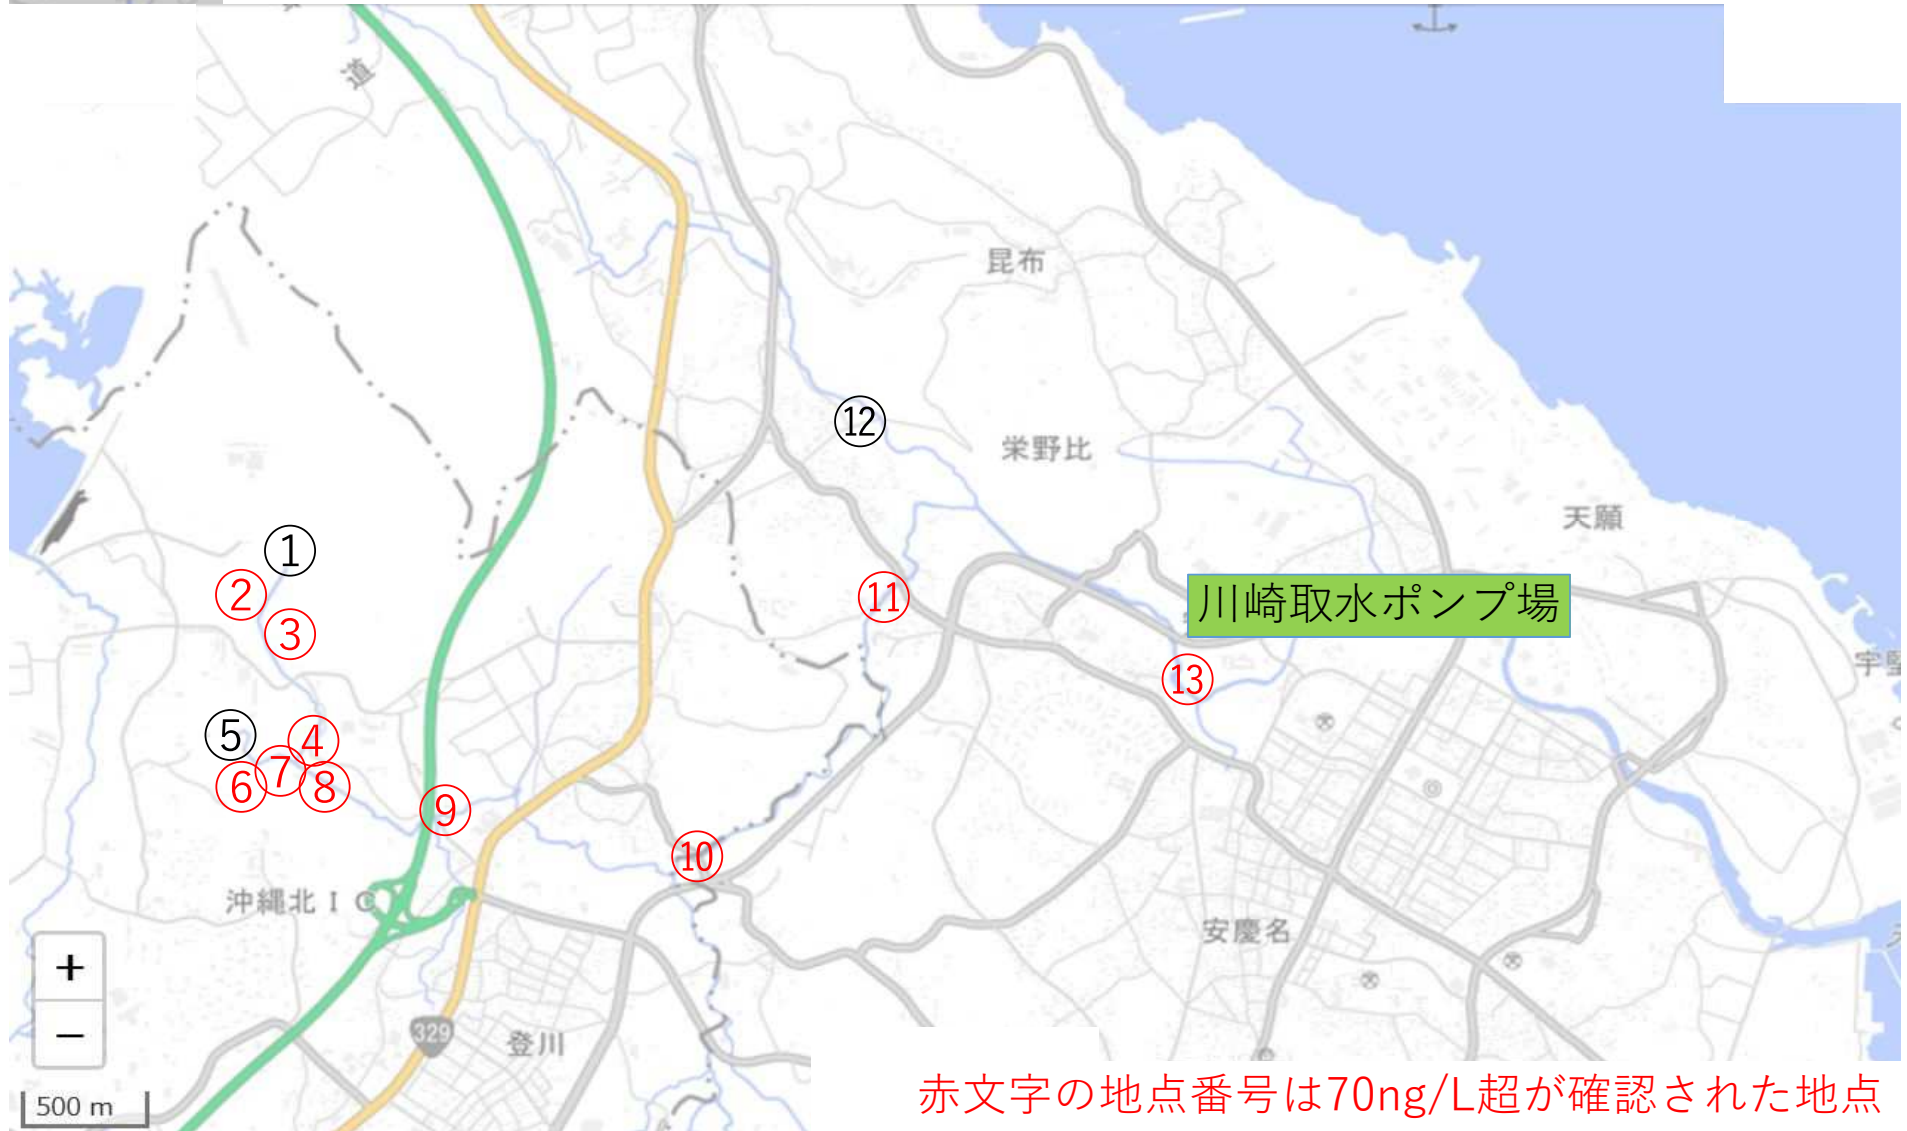 道
昆布
⑫
栄野比
天願
①
②
⑪
川崎取水ポンプ場
③
⑬
⑤
④
⑦
⑥
⑧
⑨
⑩
沖縄北ＩＣ
安慶名
+
−
329
登川
500 m
赤文字の地点番号は70ng/L超が確認された地点